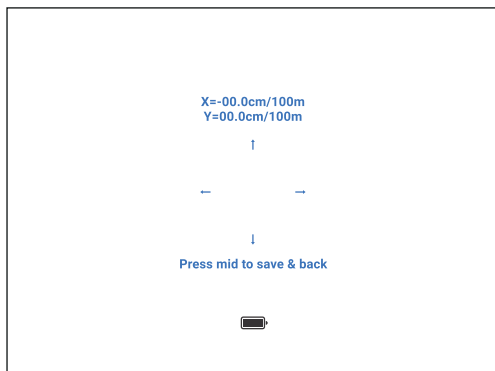 X=-00.0cm/100m
Y=00.0cm/100m
↑
← →
↓
Press mid to save & back